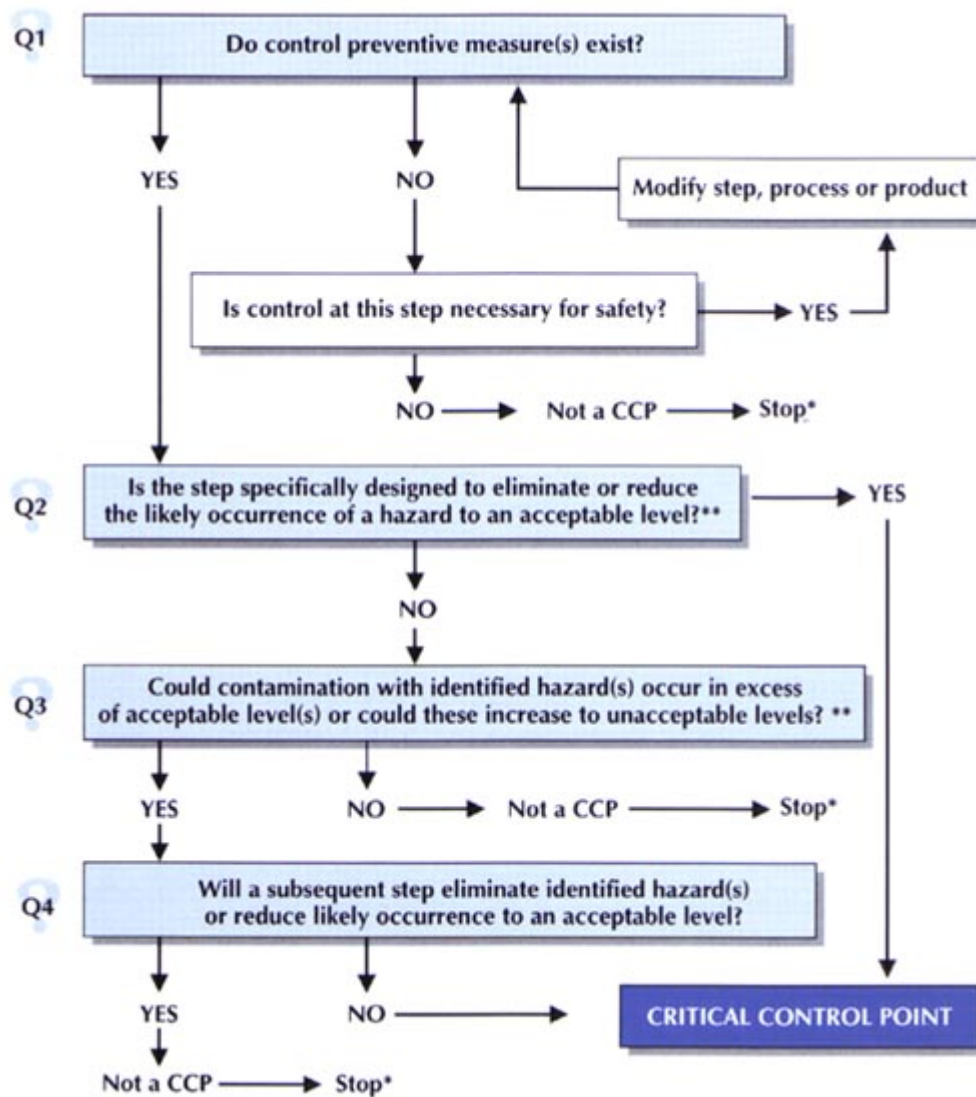 Q1
Do control preventive measure(s) exist?
YES
NO
Modify step, process or product
Is control at this step necessary for safety?
YES
NO
Not a CCP
Stop*
Q2
Is the step specifically designed to eliminate or reduce
the likely occurrence of a hazard to an acceptable level?**
YES
NO
Q3
Could contamination with identified hazard(s) occur in excess
of acceptable level(s) or could these increase to unacceptable levels? **
YES
NO
Not a CCP
Stop*
Q4
Will a subsequent step eliminate identified hazard(s)
or reduce likely occurrence to an acceptable level?
YES
NO
CRITICAL CONTROL POINT
Not a CCP
Stop*